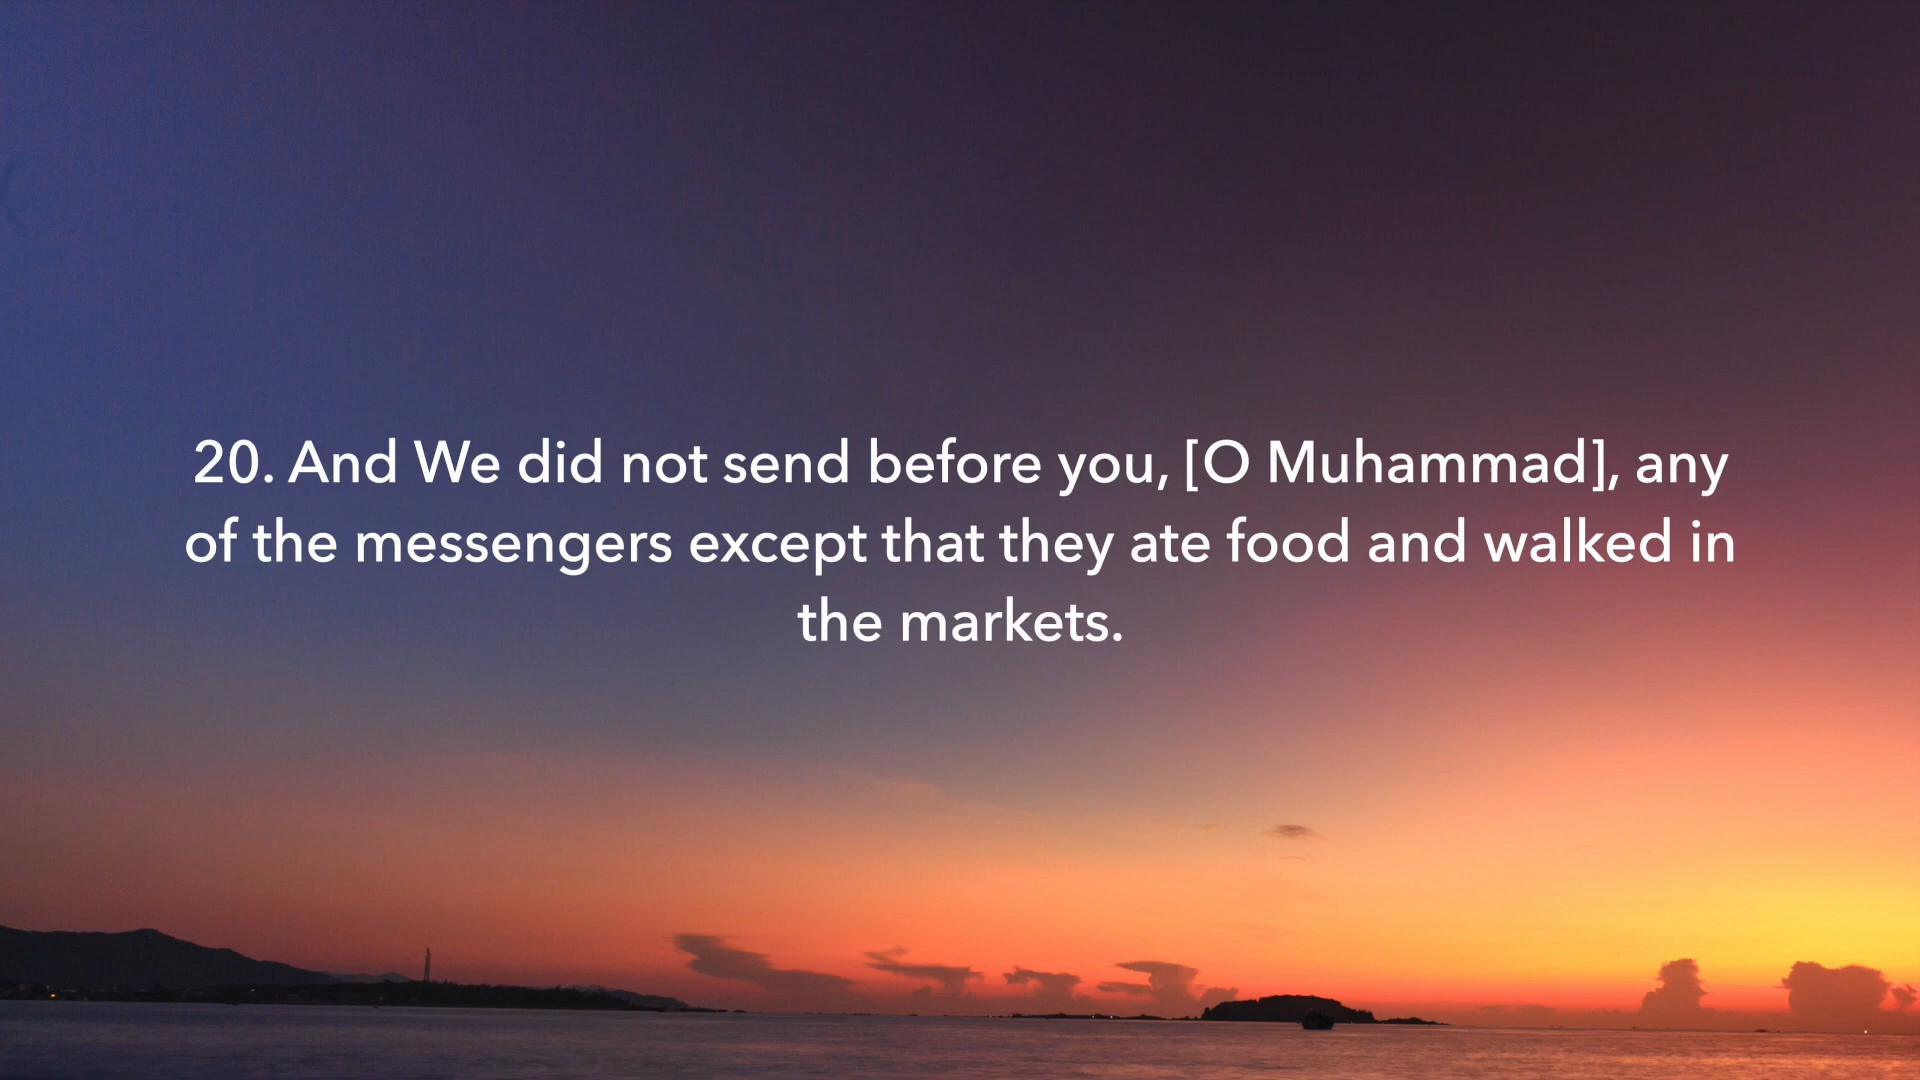 20. And We did not send before you, [O Muhammad], any
of the messengers except that they ate food and walked in
the markets.